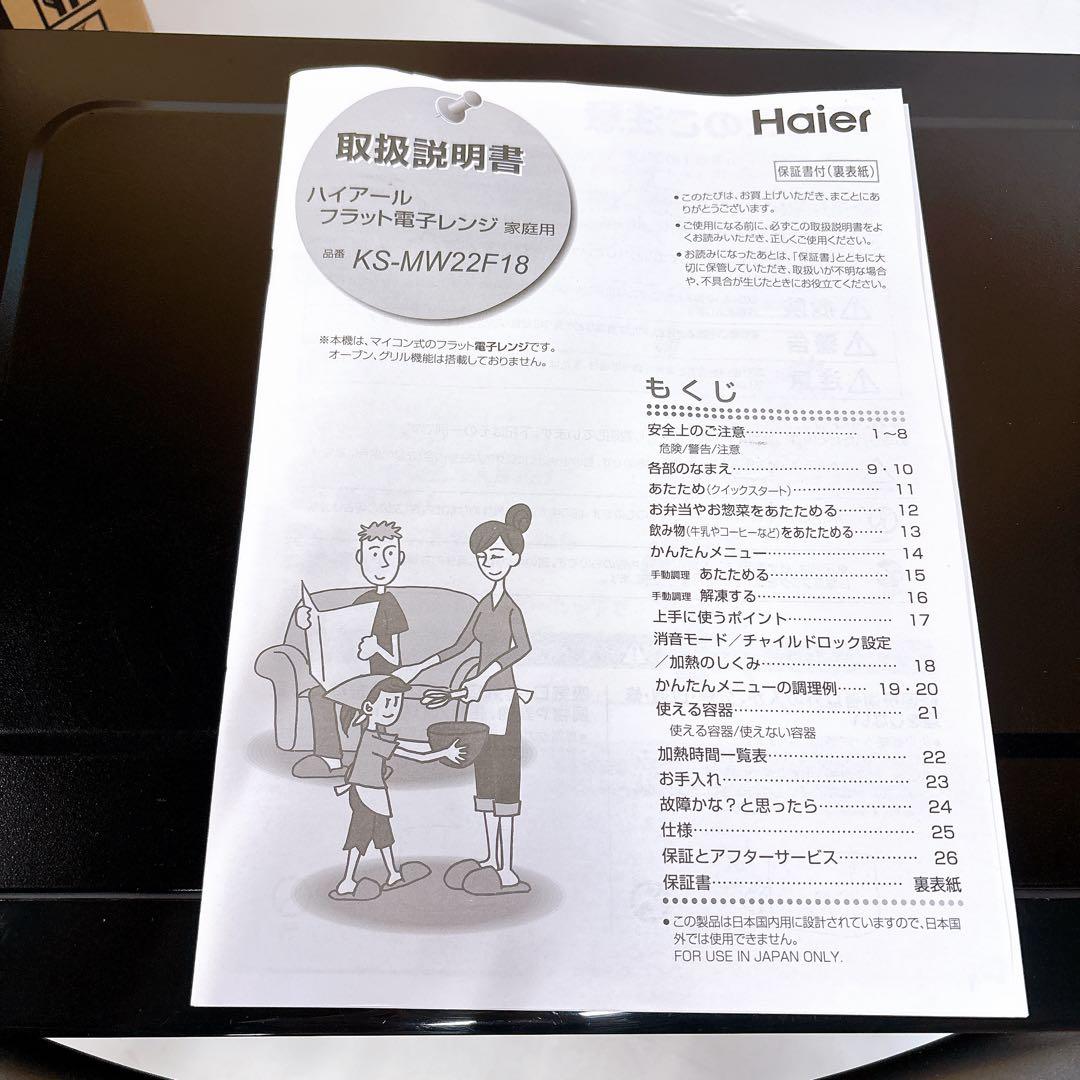 Haier
取扱説明書
ハイアール
フラット電子レンジ 家庭用
品番 KS-MW22F18
※本機は、マイコン式のフラット電子レンジです。
オーブン、グリル機能は搭載しておりません。
保証書付(裏表紙)
●このたびは、お買上げいただき、まことにあ
りがとうございます。
●ご使用になる前に、必ずこの取扱説明書をよ
くお読みいただき、正しくご使用ください。
●お読みになったあとは、「保証書」とともに大
切に保管していただき、取扱いが不明な場合
や、不具合が生じたときにお役立てください。
もくじ
安全上のご注意…………………… 1〜8
危険/警告/注意
各部のなまえ……………………… 9・10
あたため(クイックスタート)……………… 11
お弁当やお惣菜をあたためる……… 12
飲み物(牛乳やコーヒーなど)をあたためる…… 13
かんたんメニュー…………………… 14
手動調理 あたためる…………………… 15
手動調理 解凍する……………………… 16
上手に使うポイント………………… 17
消音モード/チャイルドロック設定
/加熱のしくみ……………………… 18
かんたんメニューの調理例…… 19・20
使える容器…………………………… 21
使える容器/使えない容器
加熱時間一覧表……………………… 22
お手入れ……………………………… 23
故障かな?と思ったら……………… 24
仕様…………………………………… 25
保証とアフターサービス…………… 26
保証書……………………………… 裏表紙
●この製品は日本国内用に設計されていますので、日本国
外では使用できません。
FOR USE IN JAPAN ONLY.